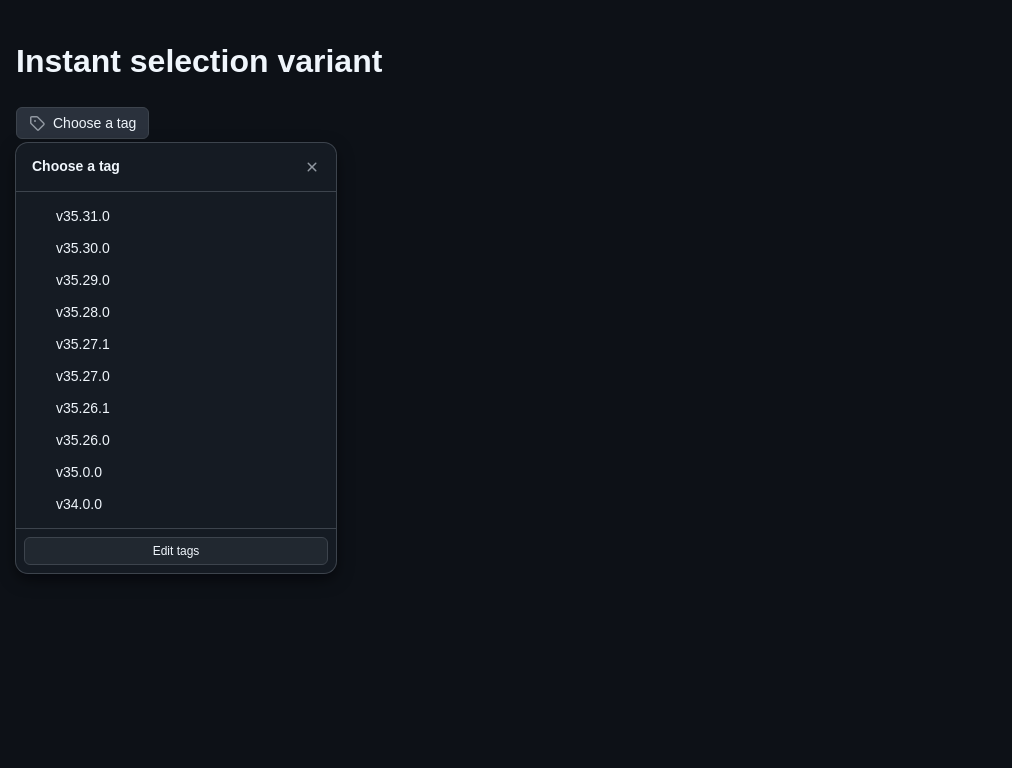 Instant selection variant
Choose a tag
Choose a tag
v35.31.0
v35.30.0
v35.29.0
v35.28.0
v35.27.1
v35.27.0
v35.26.1
v35.26.0
v35.0.0
v34.0.0
Edit tags